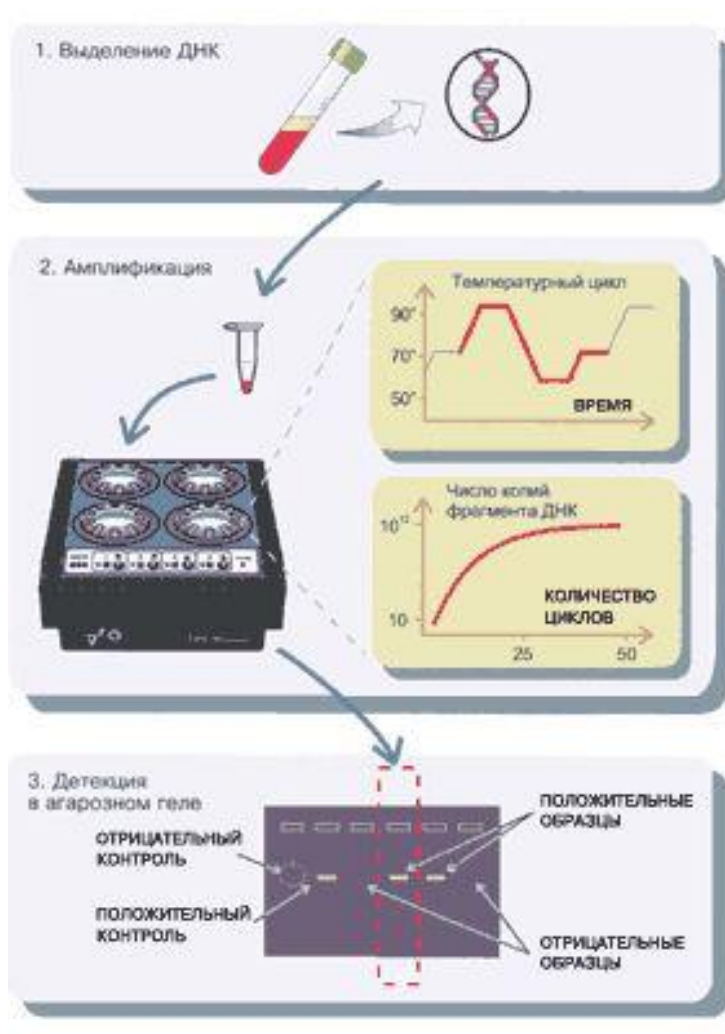 1. Выделение ДНК
2. Амплификация
Температурный цикл
90°
70°
50°
ВРЕМЯ
Число копий
фрагмента ДНК
10¹²
10
КОЛИЧЕСТВО
ЦИКЛОВ
25
50
3. Детекция
в агарозном геле
ОТРИЦАТЕЛЬНЫЙ
КОНТРОЛЬ
ПОЛОЖИТЕЛЬНЫЙ
КОНТРОЛЬ
ПОЛОЖИТЕЛЬНЫЕ
ОБРАЗЦЫ
ОТРИЦАТЕЛЬНЫЕ
ОБРАЗЦЫ